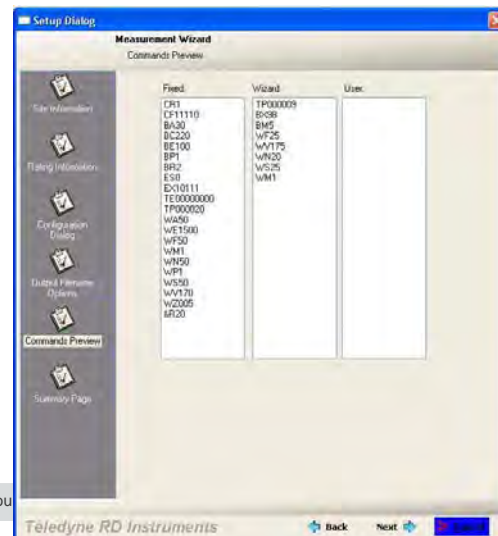 Setup Dialog
Measurement Wizard
Commands Preview
Site Information
Rating Information
Configuration
Dialog
Output Filename
Options
Commands Preview
Summary Page
Fixed
CR1
CF11110
BA30
BC220
BE100
BP1
BR2
ES0
EX10111
TE00000000
TP000020
WA50
WE1500
WF50
WM1
WN50
WP1
WS50
WV170
WZ005
&R20
Wizard
TP000009
BX98
BM5
WF25
WV175
WN20
WS25
WM1
User
ou
Teledyne RD Instruments
Back
Next